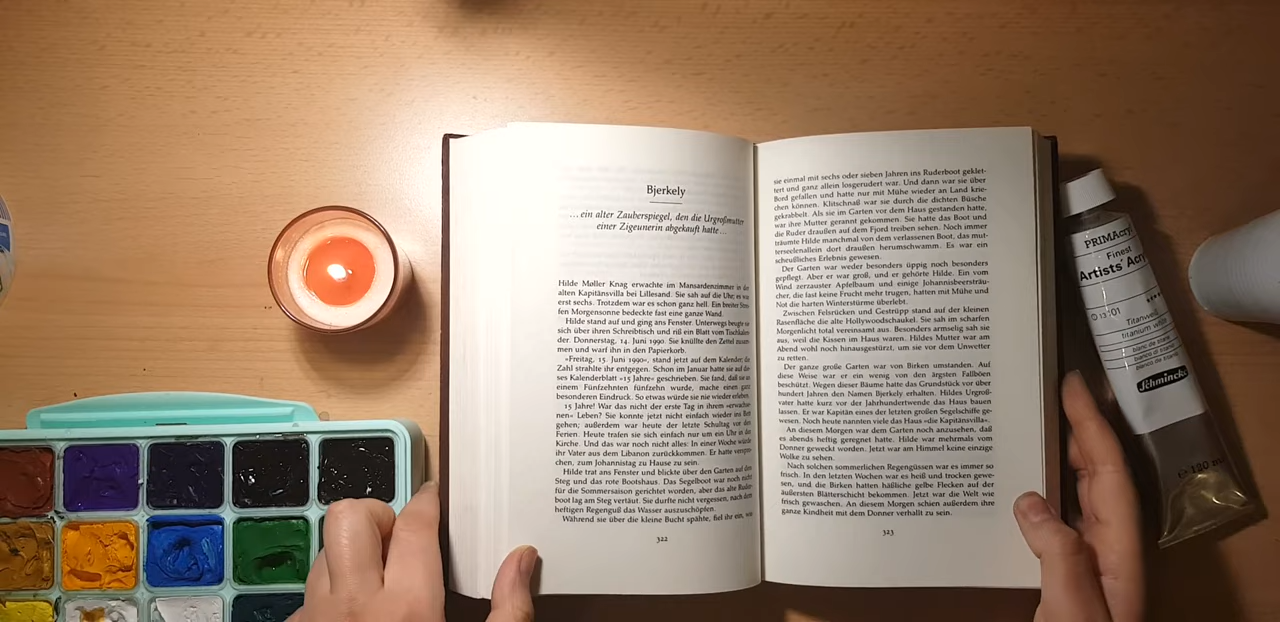 Bjerkely
…ein alter Zauberspiegel, den die Urgroßmutter
einer Zigeunerin abgekauft hatte…
Hilde Møller Knag erwachte im Mansardenzimmer in der
alten Kapitänsvilla bei Lillesand. Sie sah auf die Uhr; es war
erst sechs. Trotzdem war es schon ganz hell. Ein breiter Strei-
fen Morgensonne bedeckte fast eine ganze Wand.
Hilde stand auf und ging ans Fenster. Unterwegs beugte sie
sich über ihren Schreibtisch und riß ein Blatt vom Tischkalen-
der. Donnerstag, 14. Juni 1990. Sie knüllte den Zettel zusam-
men und warf ihn in den Papierkorb.
»Freitag, 15. Juni 1990«, stand jetzt auf dem Kalender; die
Zahl strahlte ihr entgegen. Schon im Januar hatte sie auf die-
ses Kalenderblatt »15 Jahre« geschrieben. Sie fand, daß sie an
einem Fünfzehnten fünfzehn wurde, mache einen ganz
besonderen Eindruck. So etwas würde sie nie wieder erleben.
15 Jahre! War das nicht der erste Tag in ihrem »erwachse-
nen« Leben? Sie konnte jetzt nicht einfach wieder ins Bett
gehen; außerdem war heute der letzte Schultag vor den
Ferien. Heute trafen sie sich einfach nur um ein Uhr in der
Kirche. Und das war noch nicht alles: In einer Woche würde
ihr Vater aus dem Libanon zurückkommen. Er hatte verspro-
chen, zum Johannistag zu Hause zu sein.
Hilde trat ans Fenster und blickte über den Garten auf den
Steg und das rote Bootshaus. Das Segelboot war noch nicht
für die Sommersaison gerichtet worden, aber das alte Ruder-
boot lag am Steg vertäut. Sie durfte nicht vergessen, nach dem
heftigen Regenguß das Wasser auszuschöpfen.
Während sie über die kleine Bucht spähte, fiel ihr ein, wie
322
sie einmal mit sechs oder sieben Jahren ins Ruderboot geklet-
tert und ganz allein losgerudert war. Und dann war sie über
Bord gefallen und hatte nur mit Mühe wieder an Land krie-
chen können. Klitschnaß war sie durch die dichten Büsche
gekrabbelt. Als sie im Garten vor dem Haus gestanden hatte,
war ihre Mutter gerannt gekommen. Sie hatte das Boot und
die Ruder draußen auf dem Fjord treiben sehen. Noch immer
träumte Hilde manchmal von dem verlassenen Boot, das mut-
terseelenallein dort draußen herumschwamm. Es war ein
scheußliches Erlebnis gewesen.
Der Garten war weder besonders üppig noch besonders
gepflegt. Aber er war groß, und er gehörte Hilde. Ein vom
Wind zerzauster Apfelbaum und einige Johannisbeersträu-
cher, die fast keine Frucht mehr trugen, hatten mit Mühe und
Not die harten Winterstürme überlebt.
Zwischen Felsrücken und Gestrüpp stand auf der kleinen
Rasenfläche die alte Hollywoodschaukel. Sie sah im scharfen
Morgenlicht total vereinsamt aus. Besonders armselig sah sie
aus, weil die Kissen im Haus waren. Hildes Mutter war am
Abend wohl noch hinausgestürzt, um sie vor dem Unwetter
zu retten.
Der ganze große Garten war von Birken umstanden. Auf
diese Weise war er ein wenig von den ärgsten Fallböen
beschützt. Wegen dieser Bäume hatte das Grundstück vor über
hundert Jahren den Namen Bjerkely erhalten. Hildes Urgroß-
vater hatte kurz vor der Jahrhundertwende das Haus bauen
lassen. Er war Kapitän eines der letzten großen Segelschiffe ge-
wesen. Noch heute nannten viele das Haus »die Kapitänsvilla«.
An diesem Morgen war dem Garten noch anzusehen, daß
es abends heftig geregnet hatte. Hilde war mehrmals vom
Donner geweckt worden. Jetzt war am Himmel keine einzige
Wolke zu sehen.
Nach solchen sommerlichen Regengüssen war es immer so
frisch. In den letzten Wochen war es heiß und trocken gewe-
sen, und die Birken hatten häßliche gelbe Flecken auf der
äußersten Blätterschicht bekommen. Jetzt war die Welt wie
frisch gewaschen. An diesem Morgen schien außerdem ihre
ganze Kindheit mit dem Donner verhallt zu sein.
323
PRIMAcryl
Finest
Artists' Acry
13 101
Titanweiß
titanium white
blanc de titane
bianco di titanio
blanco de titanio
Schmincke
180 ml